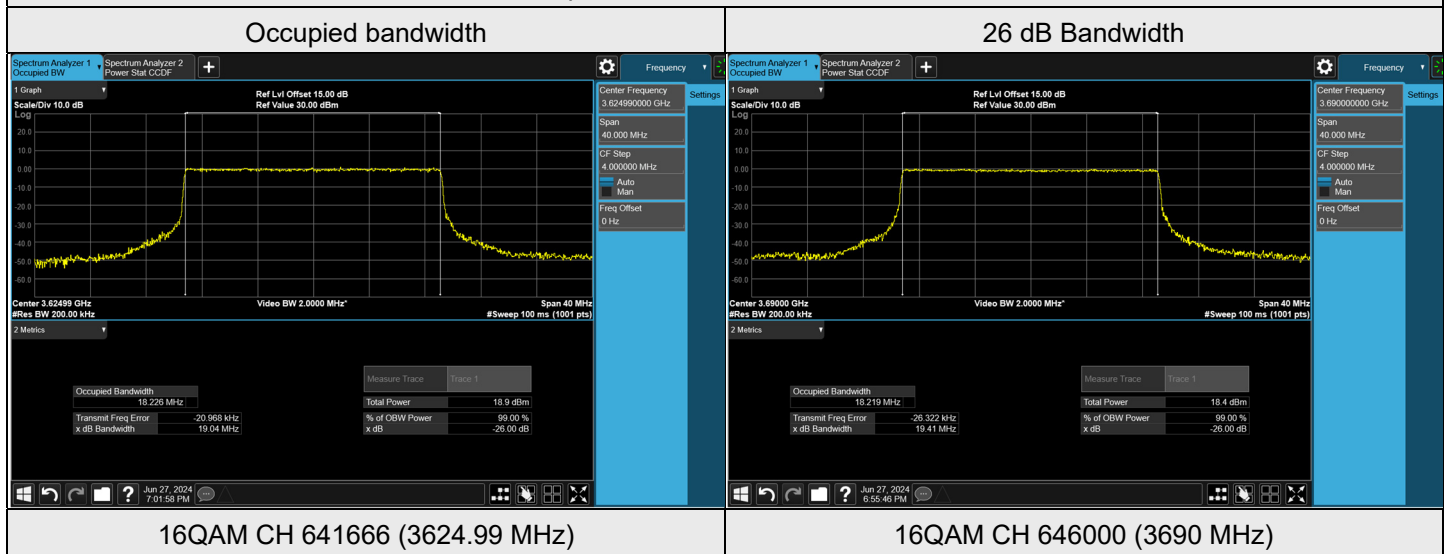 Occupied bandwidth
26 dB Bandwidth
Spectrum Analyzer 1
Occupied BW
Spectrum Analyzer 2
Power Stat CCDF
+
Frequency
1 Graph
Scale/Div 10.0 dB
Ref Lvl Offset 15.00 dB
Ref Value 30.00 dBm
Log
20.0
10.0
0.00
-10.0
-20.0
-30.0
-40.0
-50.0
-60.0
Center 3.62499 GHz
#Res BW 200.00 kHz
Video BW 2.0000 MHz*
Span 40 MHz
#Sweep 100 ms (1001 pts)
Center Frequency
3.624990000 GHz
Settings
Span
40.000 MHz
CF Step
4.000000 MHz
Auto
Man
Freq Offset
0 Hz
2 Metrics
Measure Trace Trace 1
Occupied Bandwidth
18.226 MHz
Total Power 18.9 dBm
Transmit Freq Error -20.968 kHz
% of OBW Power 99.00 %
x dB Bandwidth 19.04 MHz
x dB -26.00 dB
?
Jun 27, 2024
7:01:58 PM
Spectrum Analyzer 1
Occupied BW
Spectrum Analyzer 2
Power Stat CCDF
+
Frequency
1 Graph
Scale/Div 10.0 dB
Ref Lvl Offset 15.00 dB
Ref Value 30.00 dBm
Log
20.0
10.0
0.00
-10.0
-20.0
-30.0
-40.0
-50.0
-60.0
Center 3.69000 GHz
#Res BW 200.00 kHz
Video BW 2.0000 MHz*
Span 40 MHz
#Sweep 100 ms (1001 pts)
Center Frequency
3.690000000 GHz
Settings
Span
40.000 MHz
CF Step
4.000000 MHz
Auto
Man
Freq Offset
0 Hz
2 Metrics
Measure Trace Trace 1
Occupied Bandwidth
18.219 MHz
Total Power 18.4 dBm
Transmit Freq Error -26.322 kHz
% of OBW Power 99.00 %
x dB Bandwidth 19.41 MHz
x dB -26.00 dB
?
Jun 27, 2024
6:55:46 PM
16QAM CH 641666 (3624.99 MHz)
16QAM CH 646000 (3690 MHz)